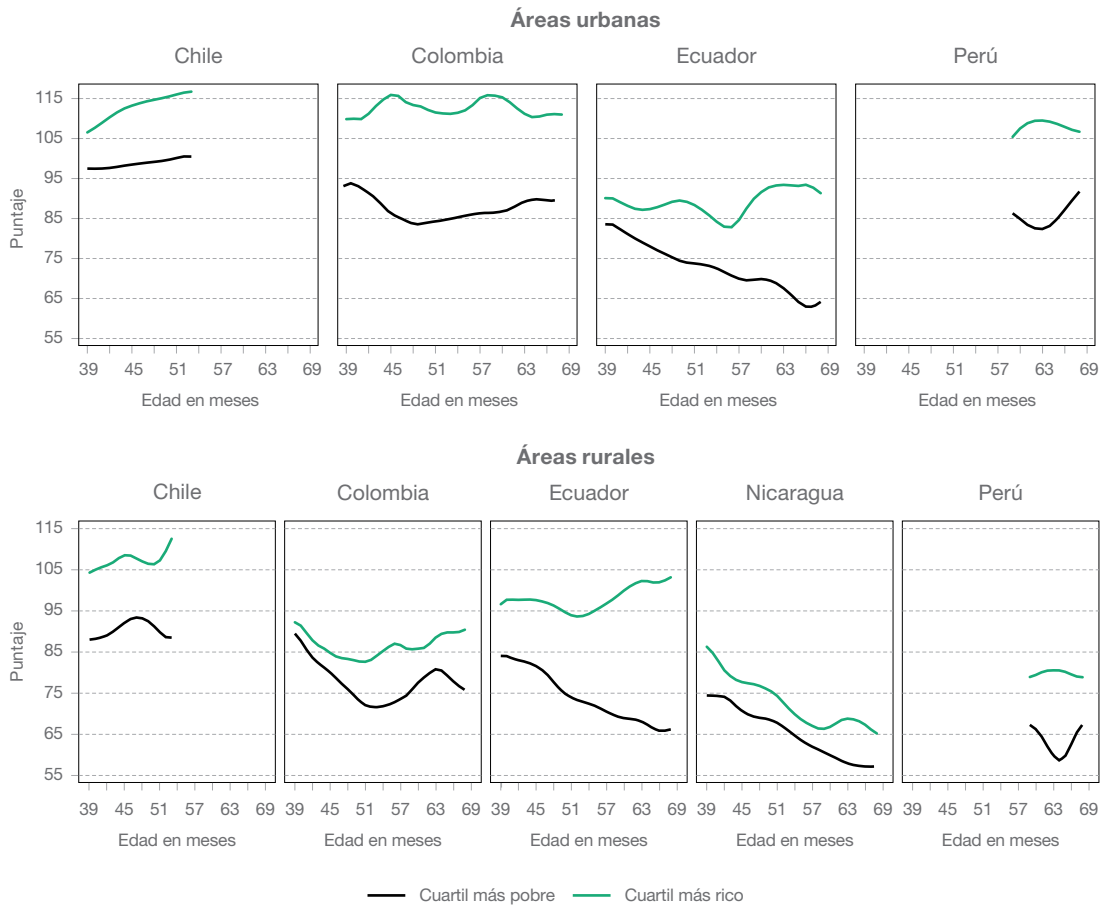 Áreas urbanas
Chile Colombia Ecuador Perú
Puntaje
115
105
95
85
75
65
55
39 45 51 57 63 69 39 45 51 57 63 69 39 45 51 57 63 69 39 45 51 57 63 69
Edad en meses Edad en meses Edad en meses Edad en meses
Áreas rurales
Chile Colombia Ecuador Nicaragua Perú
Puntaje
115
105
95
85
75
65
55
39 45 51 57 63 69 39 45 51 57 63 69 39 45 51 57 63 69 39 45 51 57 63 69 39 45 51 57 63 69
Edad en meses Edad en meses Edad en meses Edad en meses Edad en meses
Cuartil más pobre Cuartil más rico